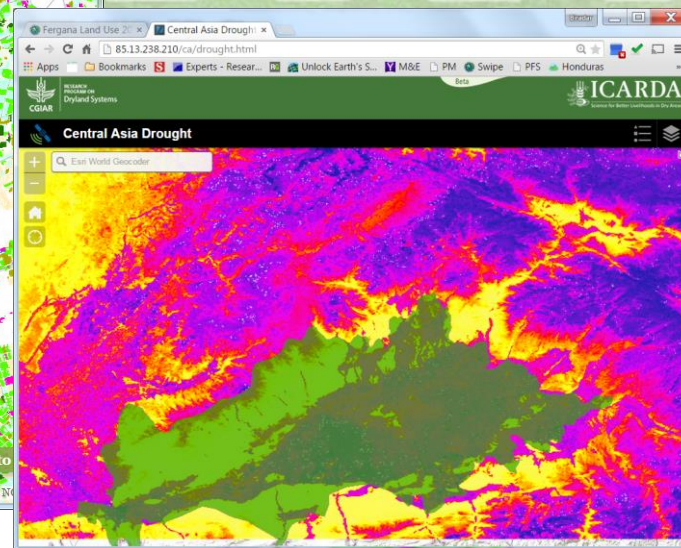 Fergana Land Use 20
Central Asia Drought
Bradar
85.13.238.210/ca/drought.html
Apps
Bookmarks
Experts - Resear...
Unlock Earth's S...
M&E
PM
Swipe
PFS
Honduras
Beta
CGIAR
RESEARCH
PROGRAM ON
Dryland Systems
ICARDA
Science for Better Livelihoods in Dry Areas
Central Asia Drought
Esri World Geocoder
to